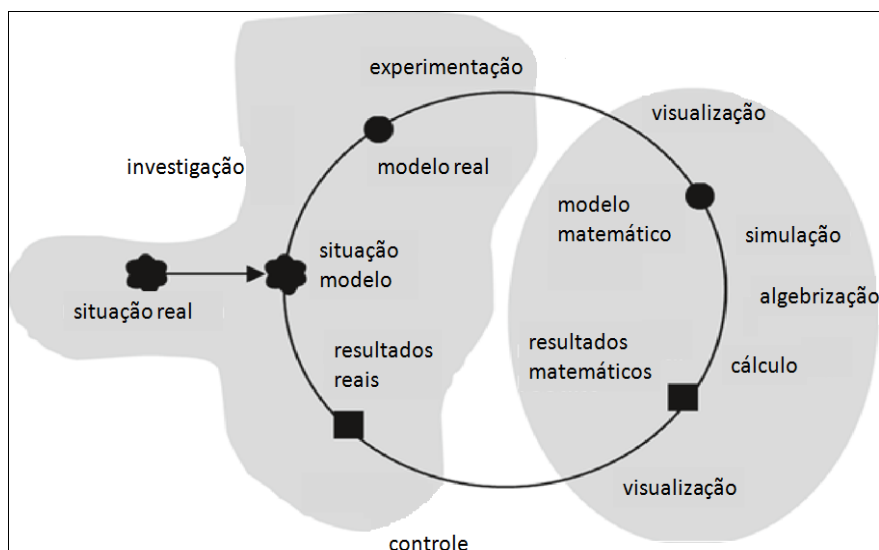 experimentação
visualização
investigação
modelo real
modelo
matemático
situação
modelo
simulação
situação real
algebrização
resultados
reais
resultados
matemáticos
cálculo
visualização
controle